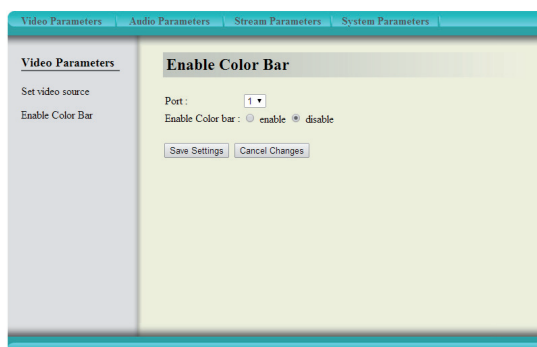 Video Parameters Audio Parameters Stream Parameters System Parameters
Video Parameters
Set video source
Enable Color Bar
Enable Color Bar
Port : 1
Enable Color bar : enable disable
Save Settings Cancel Changes